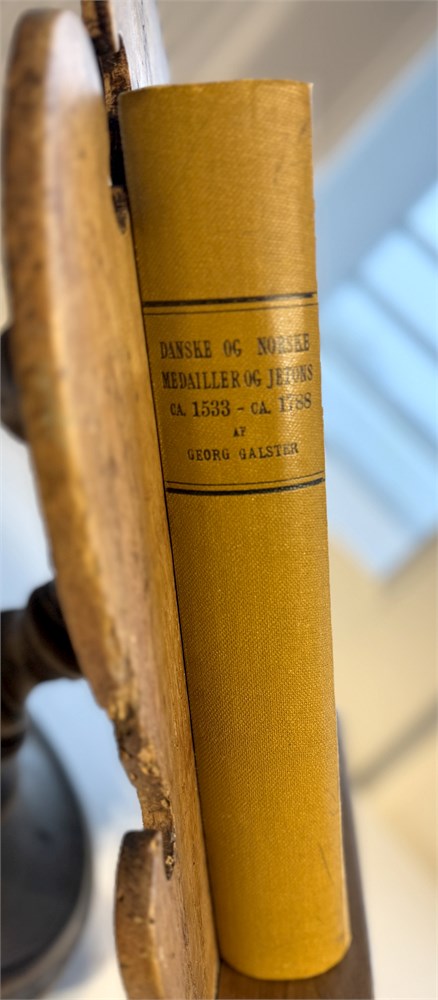 DANSKE OG NORSKE
MEDAILLER OG JETONS
CA. 1533 - CA. 1788
AF
GEORG GALSTER